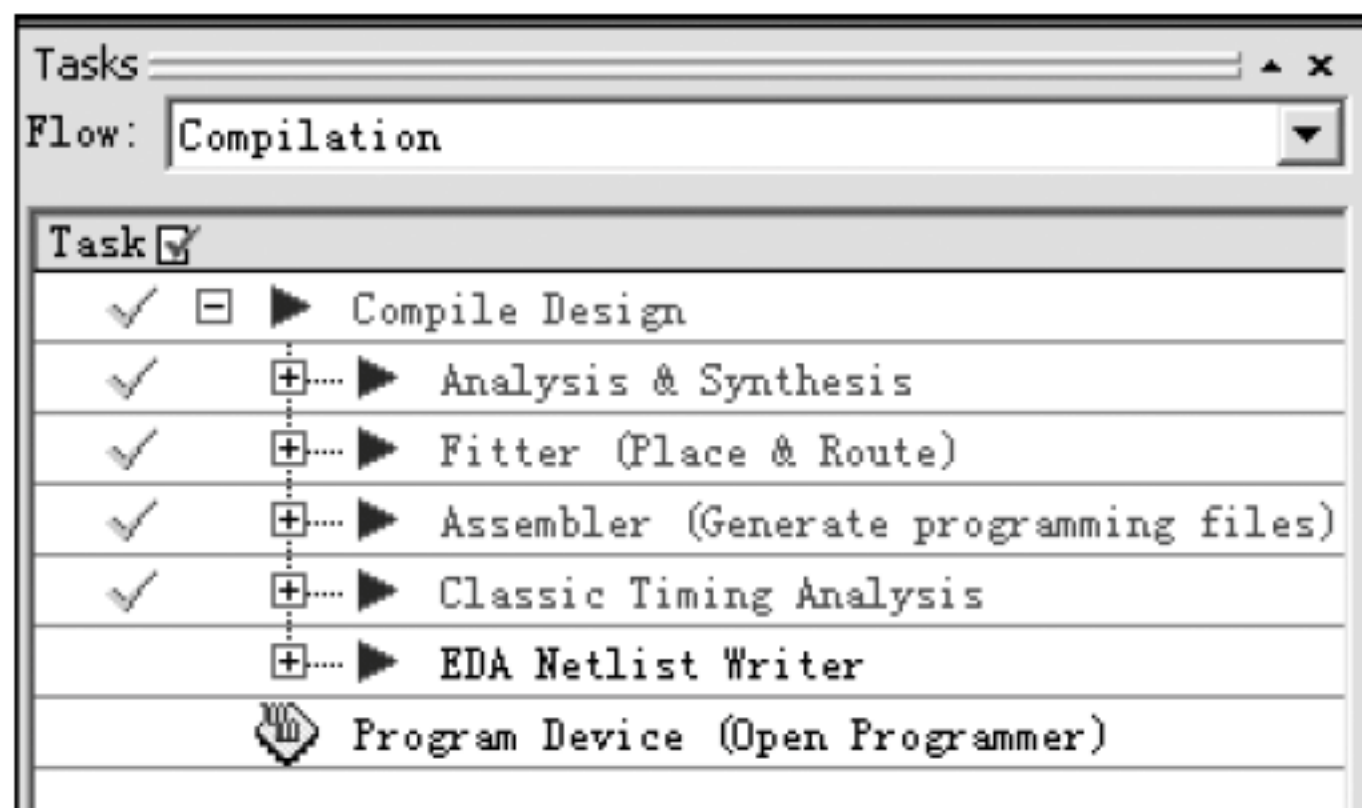 Tasks
Flow: Compilation
Task
Compile Design
Analysis & Synthesis
Fitter (Place & Route)
Assembler (Generate programming files)
Classic Timing Analysis
EDA Netlist Writer
Program Device (Open Programmer)